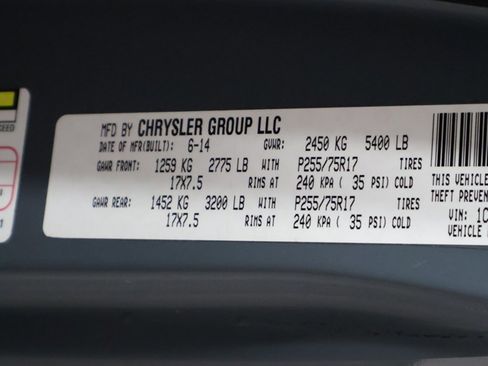 MFD BY CHRYSLER GROUP LLC
DATE OF MFR(BUILT): 6-14 GVWR: 2450 KG 5400 LB
GAWR FRONT: 1259 KG 2775 LB WITH P255/75R17 TIRES
17X7.5 RIMS AT 240 KPA ( 35 PSI) COLD
GAWR REAR: 1452 KG 3200 LB WITH P255/75R17 TIRES
17X7.5 RIMS AT 240 KPA ( 35 PSI) COLD
THIS VEHICLE
THEFT PREVEN
VIN: 1C
VEHICLE